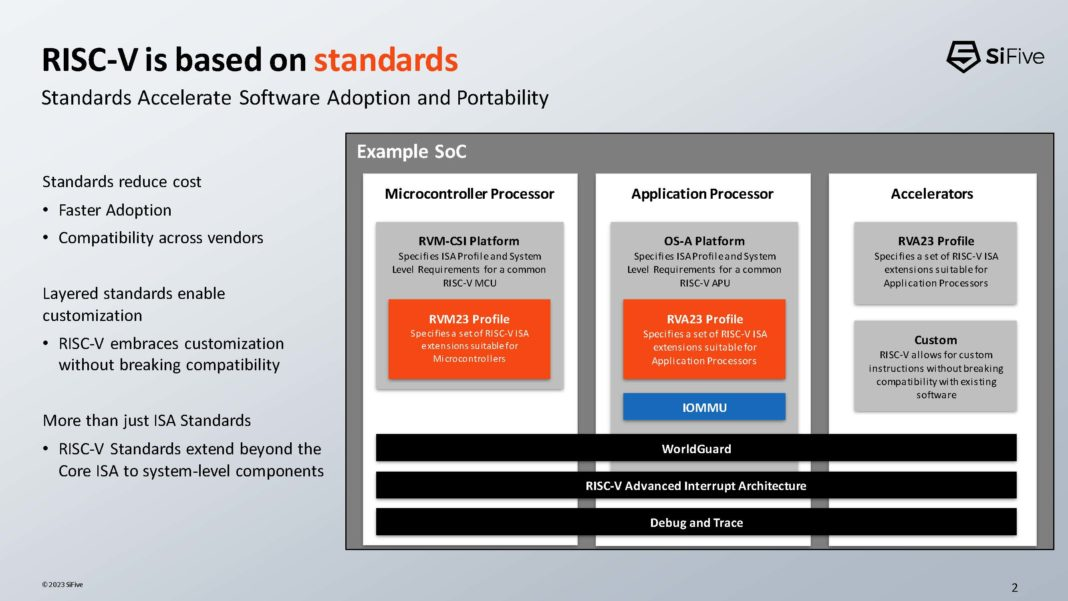 RISC-V is based on standards
SiFive
Standards Accelerate Software Adoption and Portability
Standards reduce cost
• Faster Adoption
• Compatibility across vendors
Layered standards enable
customization
• RISC-V embraces customization
without breaking compatibility
More than just ISA Standards
• RISC-V Standards extend beyond the
Core ISA to system-level components
Example SoC
Microcontroller Processor
RVM-CSI Platform
Specifies ISA Profile and System
Level Requirements for a common
RISC-V MCU
RVM23 Profile
Specifies a set of RISC-V ISA
extensions suitable for
Microcontrollers
Application Processor
OS-A Platform
Specifies ISA Profile and System
Level Requirements for a common
RISC-V APU
RVA23 Profile
Specifies a set of RISC-V ISA
extensions suitable for
Application Processors
IOMMU
Accelerators
RVA23 Profile
Specifies a set of RISC-V ISA
extensions suitable for
Application Processors
Custom
RISC-V allows for custom
instructions without breaking
compatibility with existing
software
WorldGuard
RISC-V Advanced Interrupt Architecture
Debug and Trace
© 2023 SiFive
2